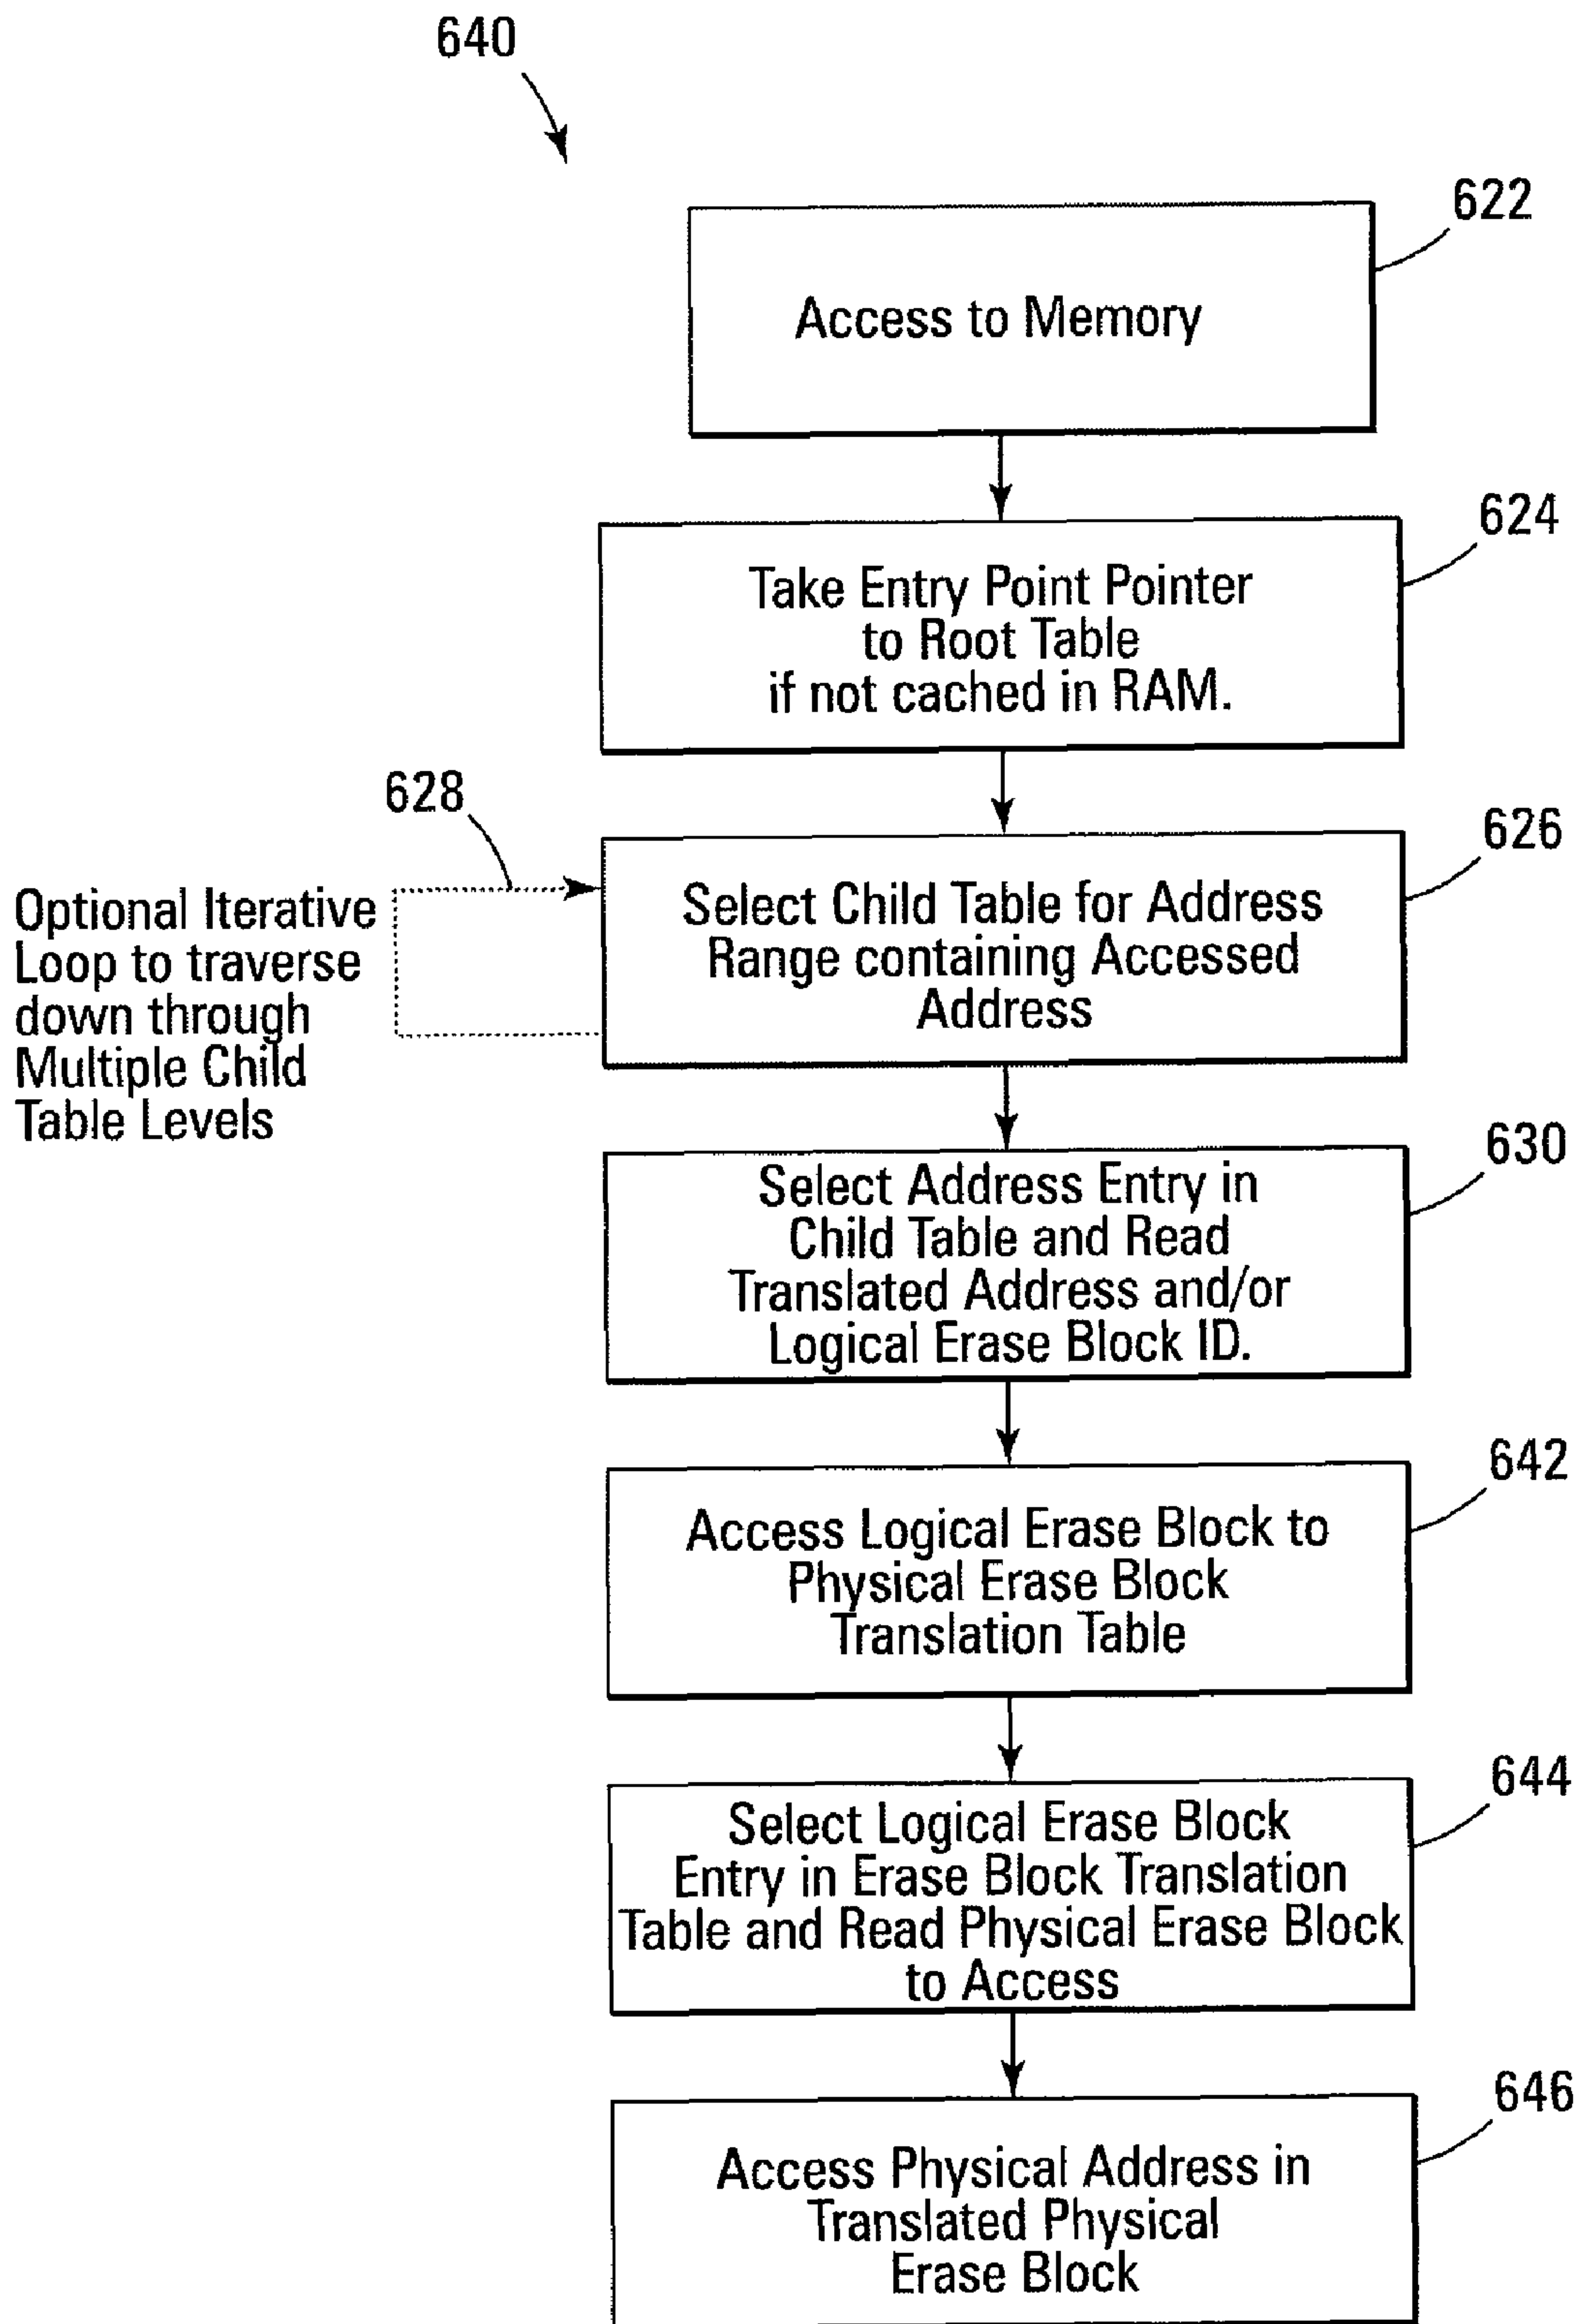 640
622
Access to Memory
624
Take Entry Point Pointer
to Root Table
if not cached in RAM.
628
626
Optional Iterative
Loop to traverse
down through
Multiple Child
Table Levels
Select Child Table for Address
Range containing Accessed
Address
630
Select Address Entry in
Child Table and Read
Translated Address and/or
Logical Erase Block ID.
642
Access Logical Erase Block to
Physical Erase Block
Translation Table
644
Select Logical Erase Block
Entry in Erase Block Translation
Table and Read Physical Erase Block
to Access
646
Access Physical Address in
Translated Physical
Erase Block